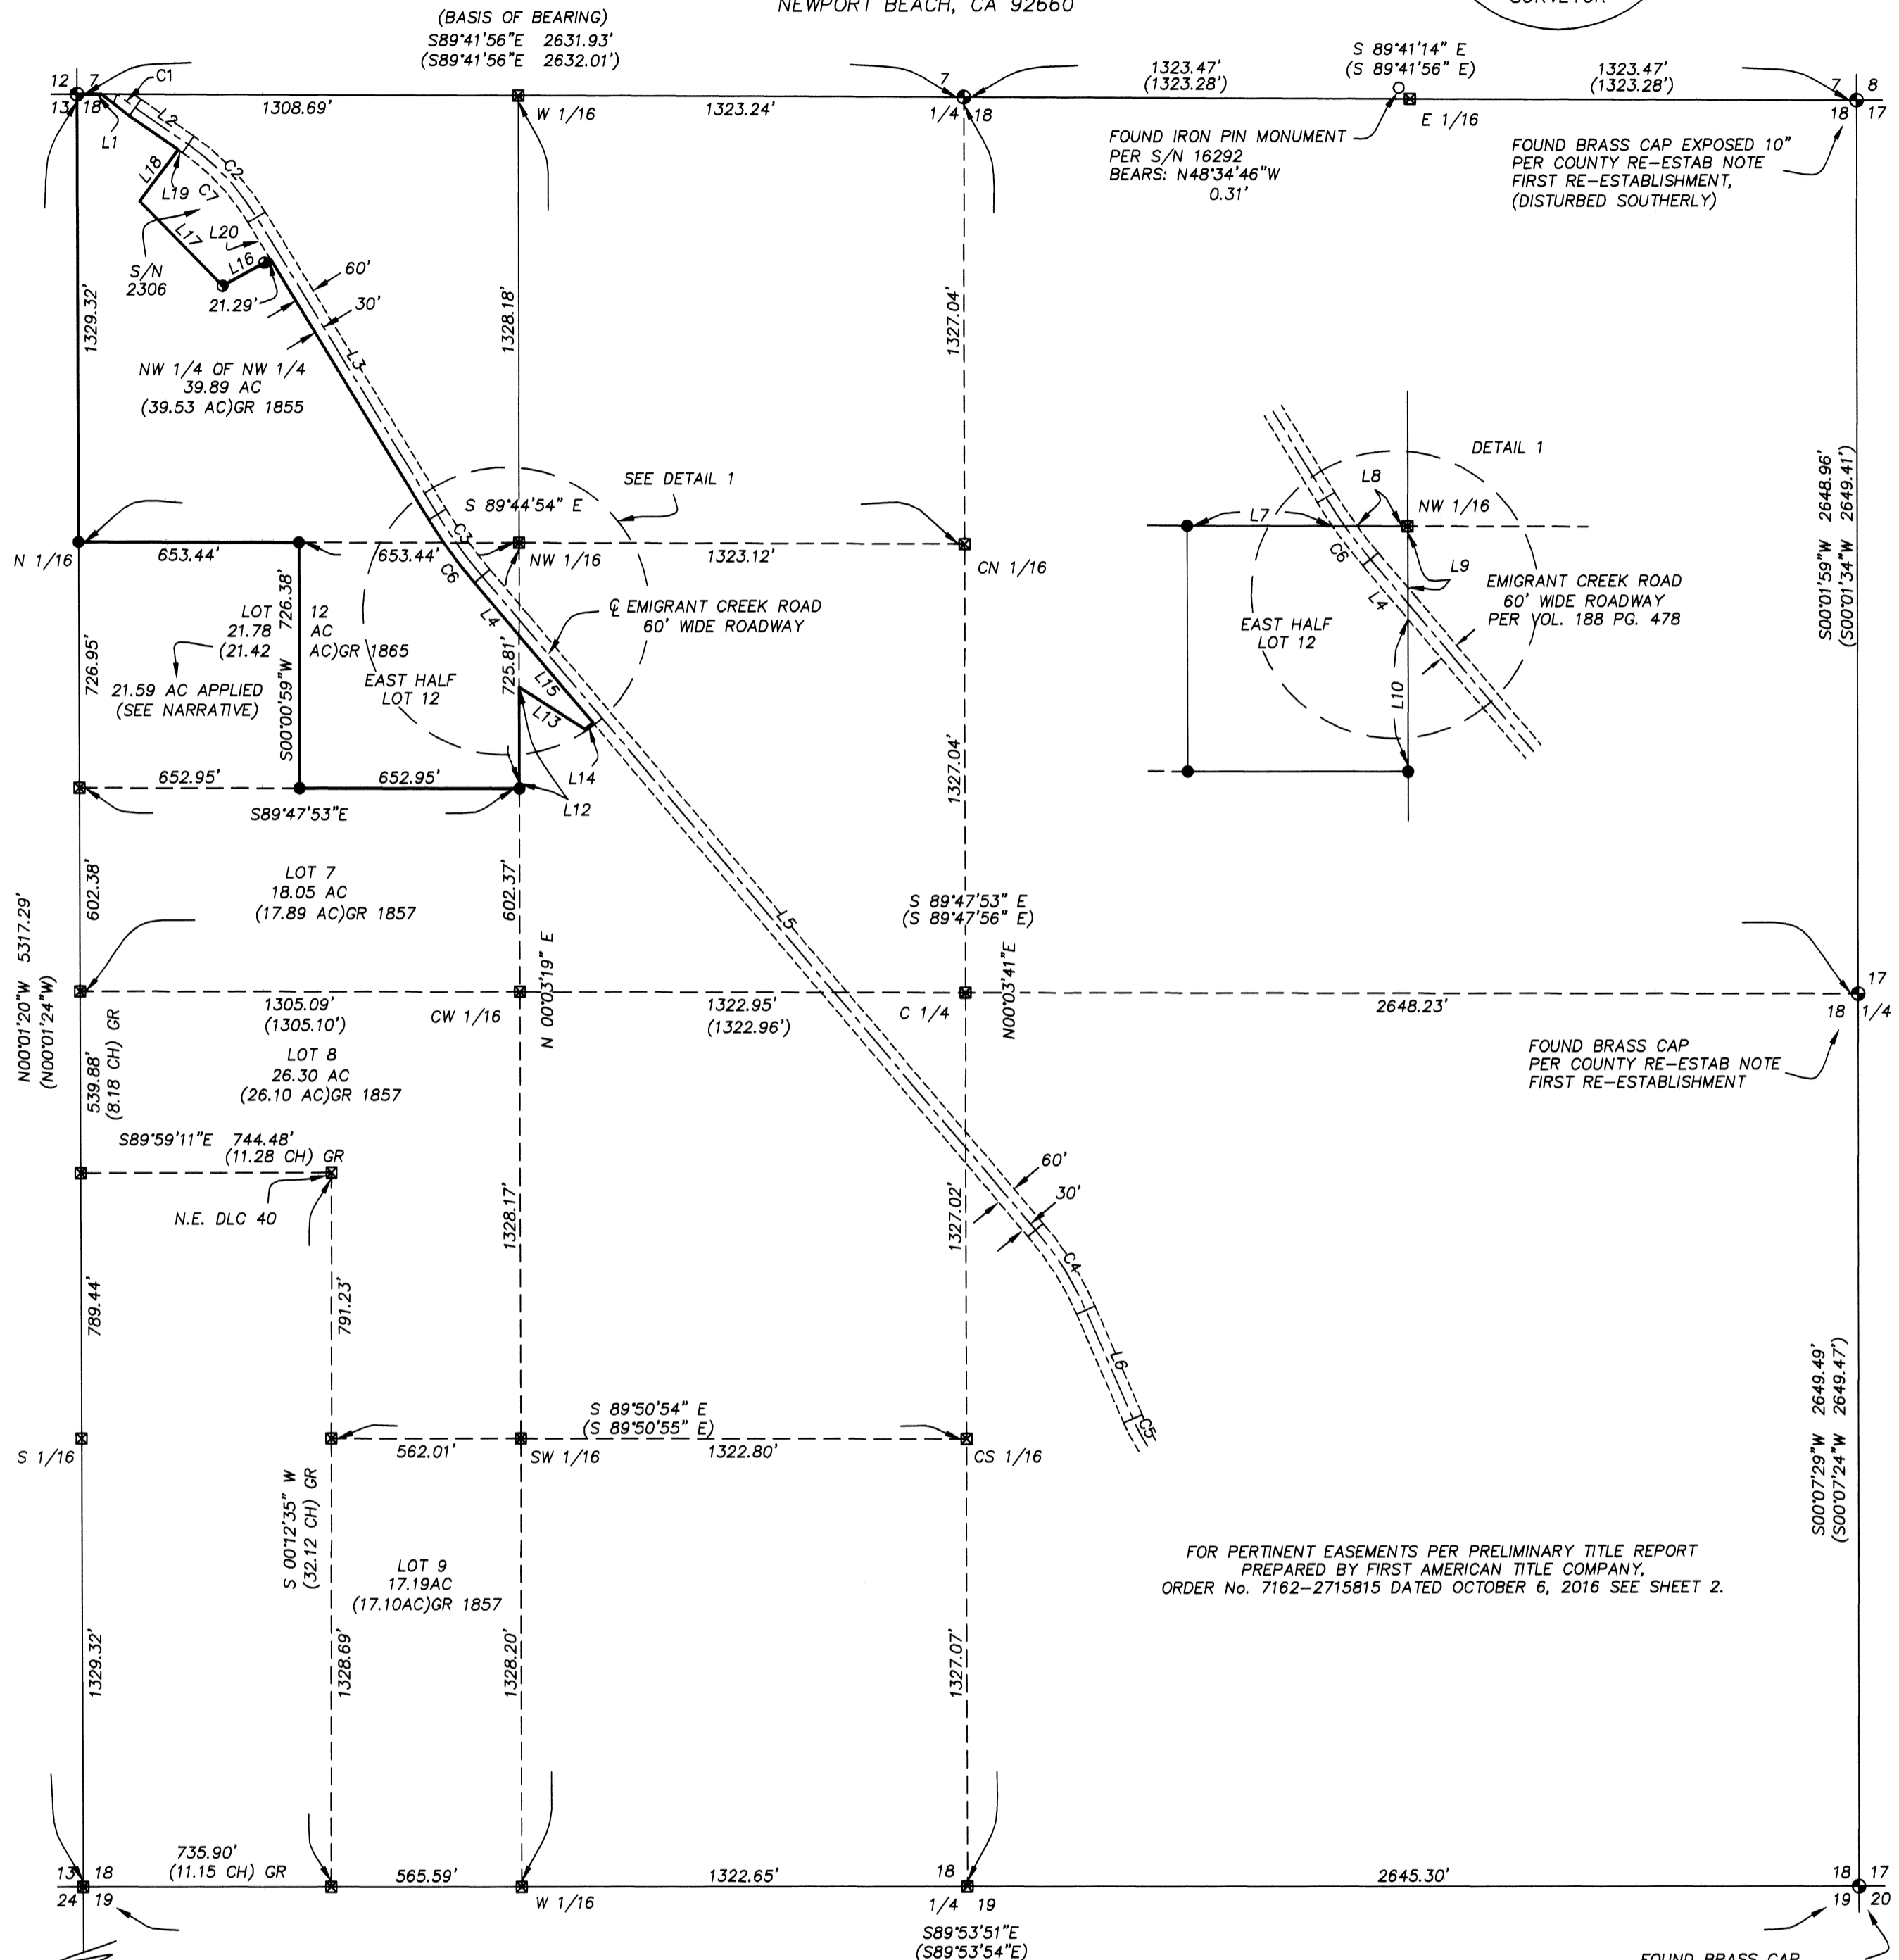 NEWPORT BEACH, CA 92660
SURVEYOR
(BASIS OF BEARING)
S89°41'56"E 2631.93'
(S89°41'56"E 2632.01')
S 89°41'14" E
(S 89°41'56" E)
12 7
13 18
C1
1308.69'
W 1/16
1323.24'
7
1/4 18
1323.47'
(1323.28')
E 1/16
1323.47'
(1323.28')
7 8
18 17
FOUND IRON PIN MONUMENT
PER S/N 16292
BEARS: N48°34'46"W
0.31'
FOUND BRASS CAP EXPOSED 10"
PER COUNTY RE-ESTAB NOTE
FIRST RE-ESTABLISHMENT,
(DISTURBED SOUTHERLY)
L1
L2
C2
L18
L19
C7
L17
L20
L16
S/N
2306
21.29'
60'
30'
L3
1329.32'
1328.18'
1327.04'
NW 1/4 OF NW 1/4
39.89 AC
(39.53 AC)GR 1855
SEE DETAIL 1
S 89°44'54" E
DETAIL 1
L8
NW 1/16
L7
C6
L9
L4
EMIGRANT CREEK ROAD
60' WIDE ROADWAY
PER VOL. 188 PG. 478
EAST HALF
LOT 12
L10
S00°01'59"W 2648.96'
(S00°01'34"W 2649.41')
N 1/16
653.44'
653.44'
C3
NW 1/16
1323.12'
CN 1/16
C6
L4
℄ EMIGRANT CREEK ROAD
60' WIDE ROADWAY
726.95'
LOT 12
21.78 AC
(21.42 AC)GR 1865
726.38'
S00°00'59"W
21.59 AC APPLIED
(SEE NARRATIVE)
EAST HALF
LOT 12
725.81'
L15
L13
L14
L12
652.95'
652.95'
S89°47'53"E
1327.04'
LOT 7
18.05 AC
(17.89 AC)GR 1857
602.38'
602.37'
N00°01'20"W 5317.29'
(N00°01'24"W)
L5
S 89°47'53" E
(S 89°47'56" E)
N 00°03'19" E
N00°03'41"E
1305.09'
(1305.10')
CW 1/16
1322.95'
(1322.96')
C 1/4
2648.23'
17
18 1/4
FOUND BRASS CAP
PER COUNTY RE-ESTAB NOTE
FIRST RE-ESTABLISHMENT
539.88'
(8.18 CH) GR
LOT 8
26.30 AC
(26.10 AC)GR 1857
S89°59'11"E 744.48'
(11.28 CH) GR
N.E. DLC 40
60'
30'
1328.17'
1327.02'
C4
789.44'
791.23'
L6
C5
S00°07'29"W 2649.49'
(S00°07'24"W 2649.47')
S 89°50'54" E
(S 89°50'55" E)
S 1/16
562.01'
SW 1/16
1322.80'
CS 1/16
S 00°12'35" W
(32.12 CH) GR
LOT 9
17.19AC
(17.10AC)GR 1857
FOR PERTINENT EASEMENTS PER PRELIMINARY TITLE REPORT
PREPARED BY FIRST AMERICAN TITLE COMPANY,
ORDER No. 7162-2715815 DATED OCTOBER 6, 2016 SEE SHEET 2.
1329.32'
1328.69'
1328.20'
1327.07'
735.90'
(11.15 CH) GR
13 18
24 19
565.59'
W 1/16
1322.65'
18
1/4 19
2645.30'
18 17
19 20
S89°53'51"E
(S89°53'54"E)
FOUND BRASS CAP